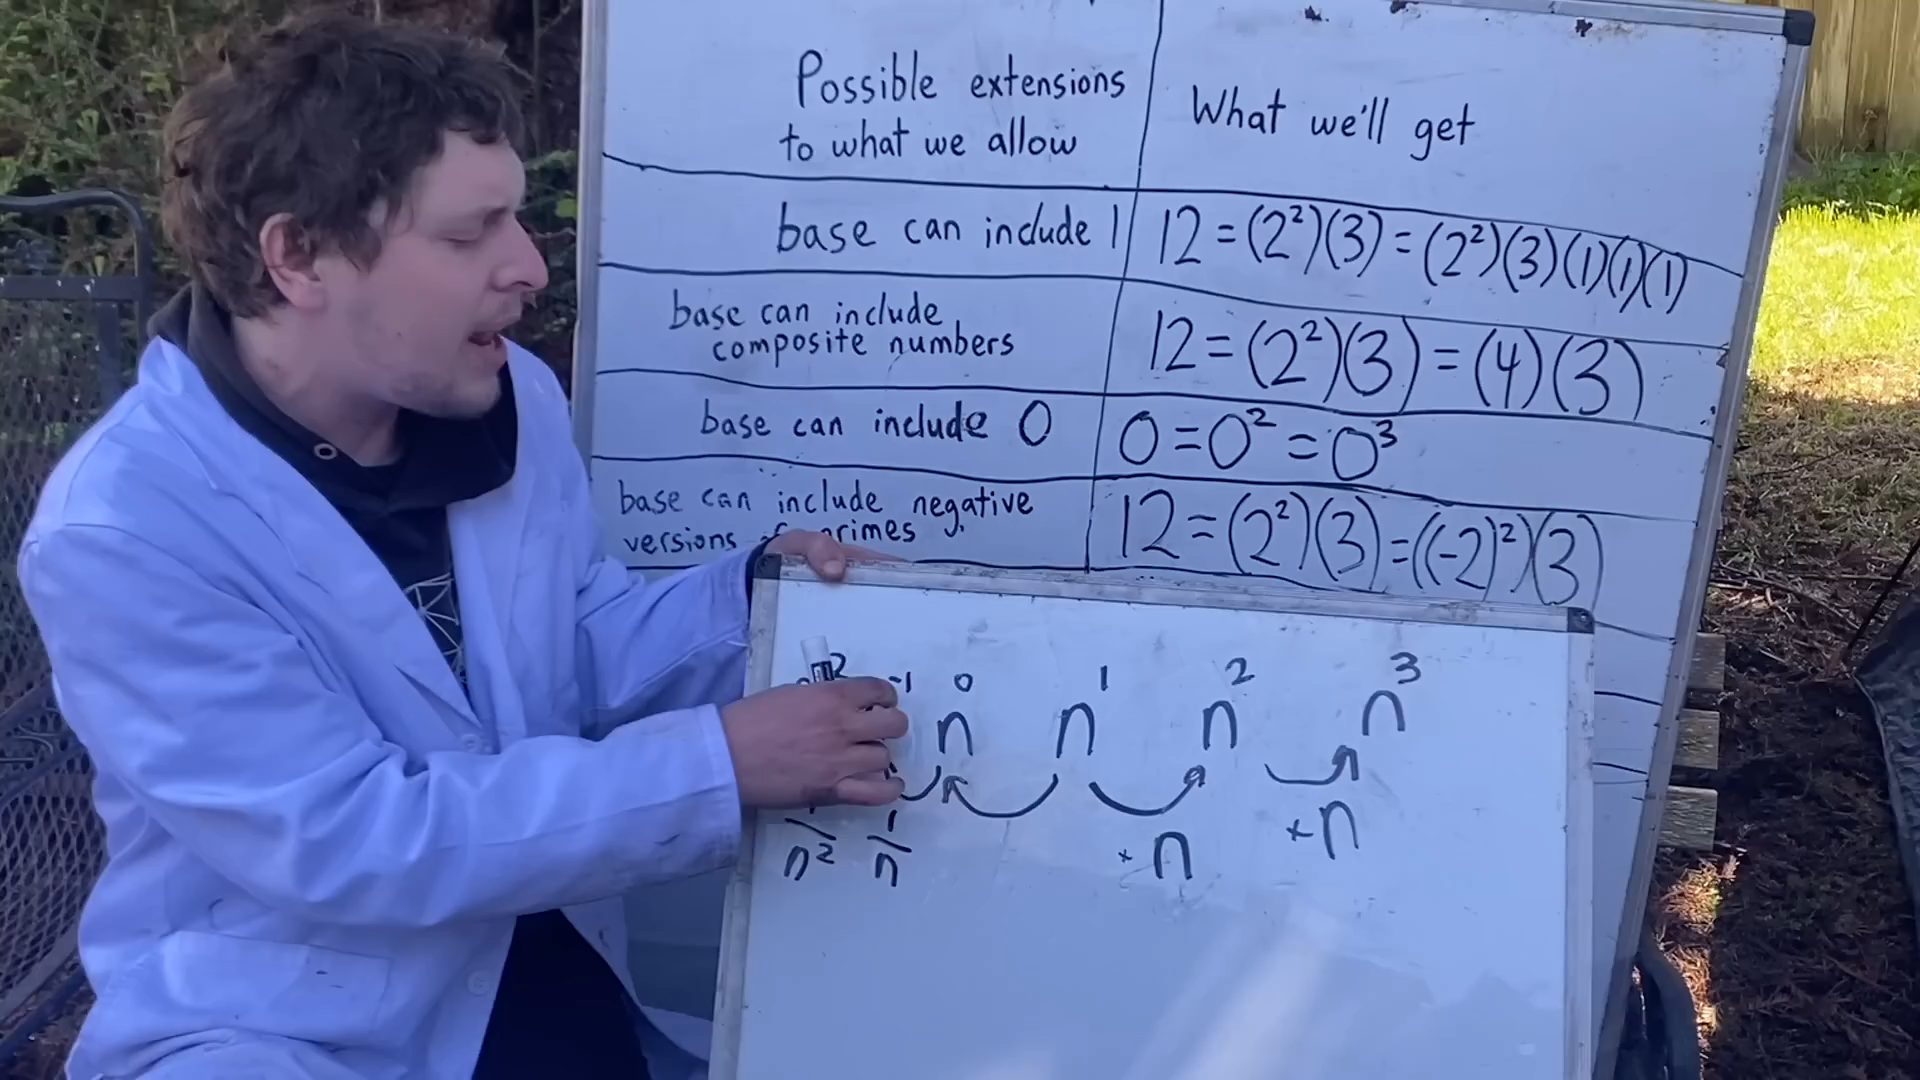 Possible extensions
to what we allow
What we'll get
base can include 1
12 = (2²)(3) = (2²)(3)(1)(1)(1)
base can include
composite numbers
12 = (2²)(3) = (4)(3)
base can include 0
0 = 0² = 0³
base can include negative
versions of primes
12 = (2²)(3) = ((-2)²)(3)
-1 n⁰ n¹ n² n³
1/n² 1/n × n × n